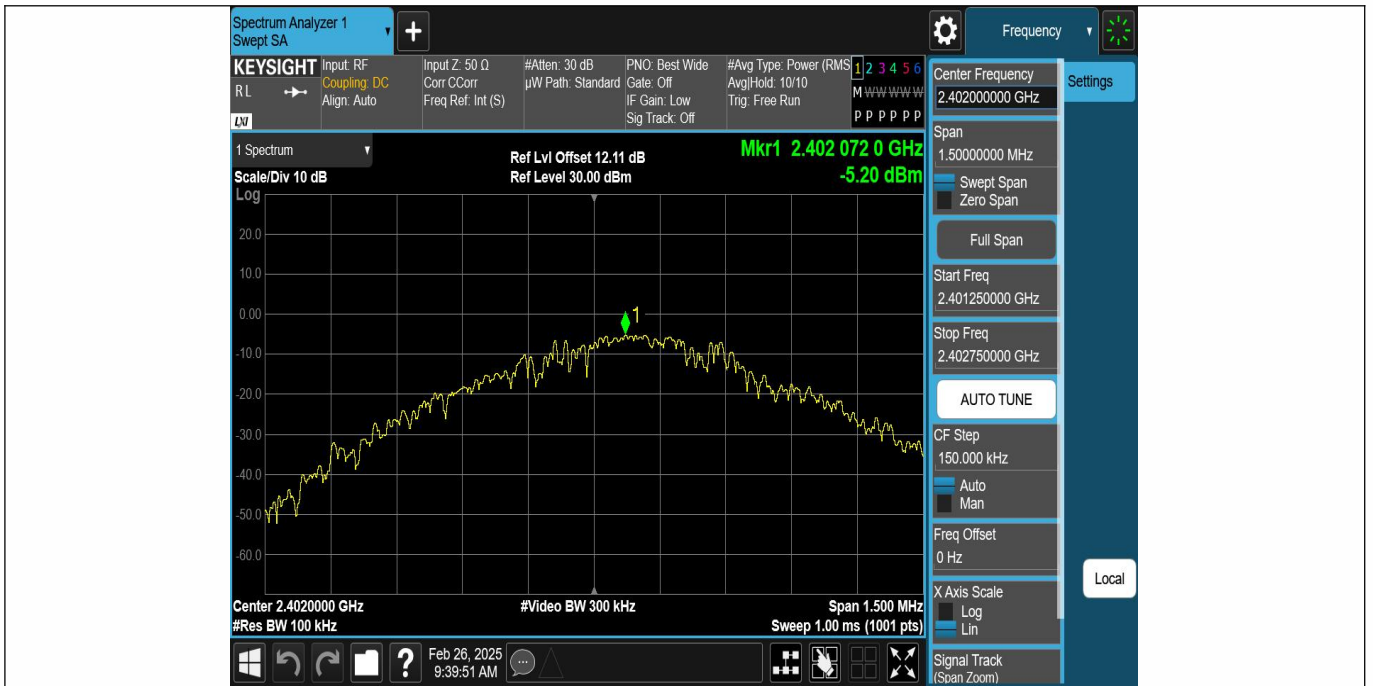 Spectrum Analyzer 1
Swept SA
Frequency
KEYSIGHT
RL
LXI
Input: RF
Coupling: DC
Align: Auto
Input Z: 50 Ω
Corr CCorr
Freq Ref: Int (S)
#Atten: 30 dB
µW Path: Standard
PNO: Best Wide
Gate: Off
IF Gain: Low
Sig Track: Off
#Avg Type: Power (RMS
Avg|Hold: 10/10
Trig: Free Run
1 2 3 4 5 6
M W W W W W
P P P P P P
1 Spectrum
Scale/Div 10 dB
Log
Ref Lvl Offset 12.11 dB
Ref Level 30.00 dBm
Mkr1 2.402 072 0 GHz
-5.20 dBm
20.0
10.0
0.00
-10.0
-20.0
-30.0
-40.0
-50.0
-60.0
1
Center 2.4020000 GHz
#Res BW 100 kHz
#Video BW 300 kHz
Span 1.500 MHz
Sweep 1.00 ms (1001 pts)
Center Frequency
2.402000000 GHz
Settings
Span
1.50000000 MHz
Swept Span
Zero Span
Full Span
Start Freq
2.401250000 GHz
Stop Freq
2.402750000 GHz
AUTO TUNE
CF Step
150.000 kHz
Auto
Man
Freq Offset
0 Hz
X Axis Scale
Log
Lin
Signal Track
(Span Zoom)
Local
?
Feb 26, 2025
9:39:51 AM